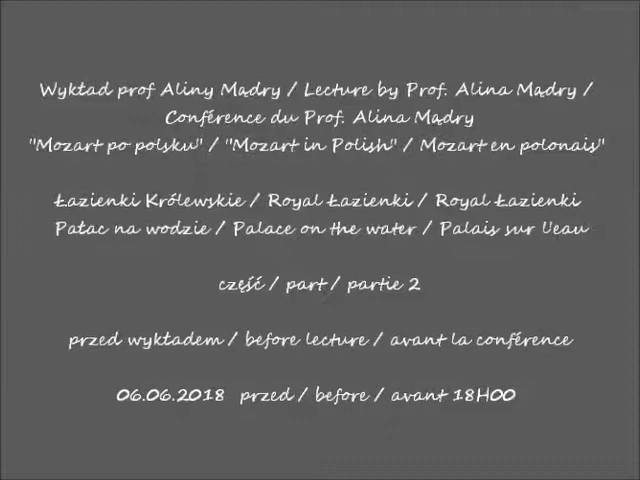 Wykład prof Aliny Mądry / Lecture by Prof. Alina Mądry /
Conférence du Prof. Alina Mądry
"Mozart po polsku" / "Mozart in Polish" / Mozart en polonais"
Łazienki Królewskie / Royal Łazienki / Royal Łazienki
Pałac na wodzie / Palace on the water / Palais sur l'eau
część / part / partie 2
przed wykładem / before lecture / avant la conférence
06.06.2018 przed / before / avant 18H00